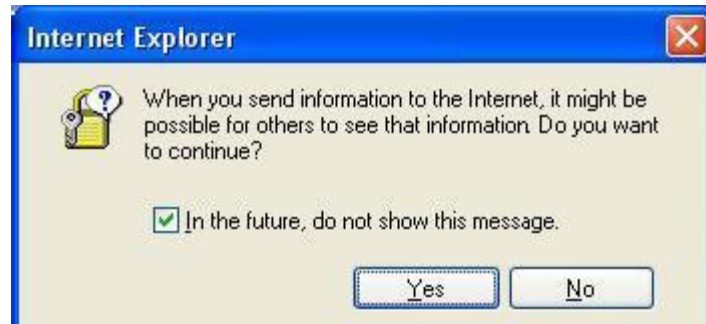 Internet Explorer
When you send information to the Internet, it might be
possible for others to see that information. Do you want
to continue?
In the future, do not show this message.
Yes
No